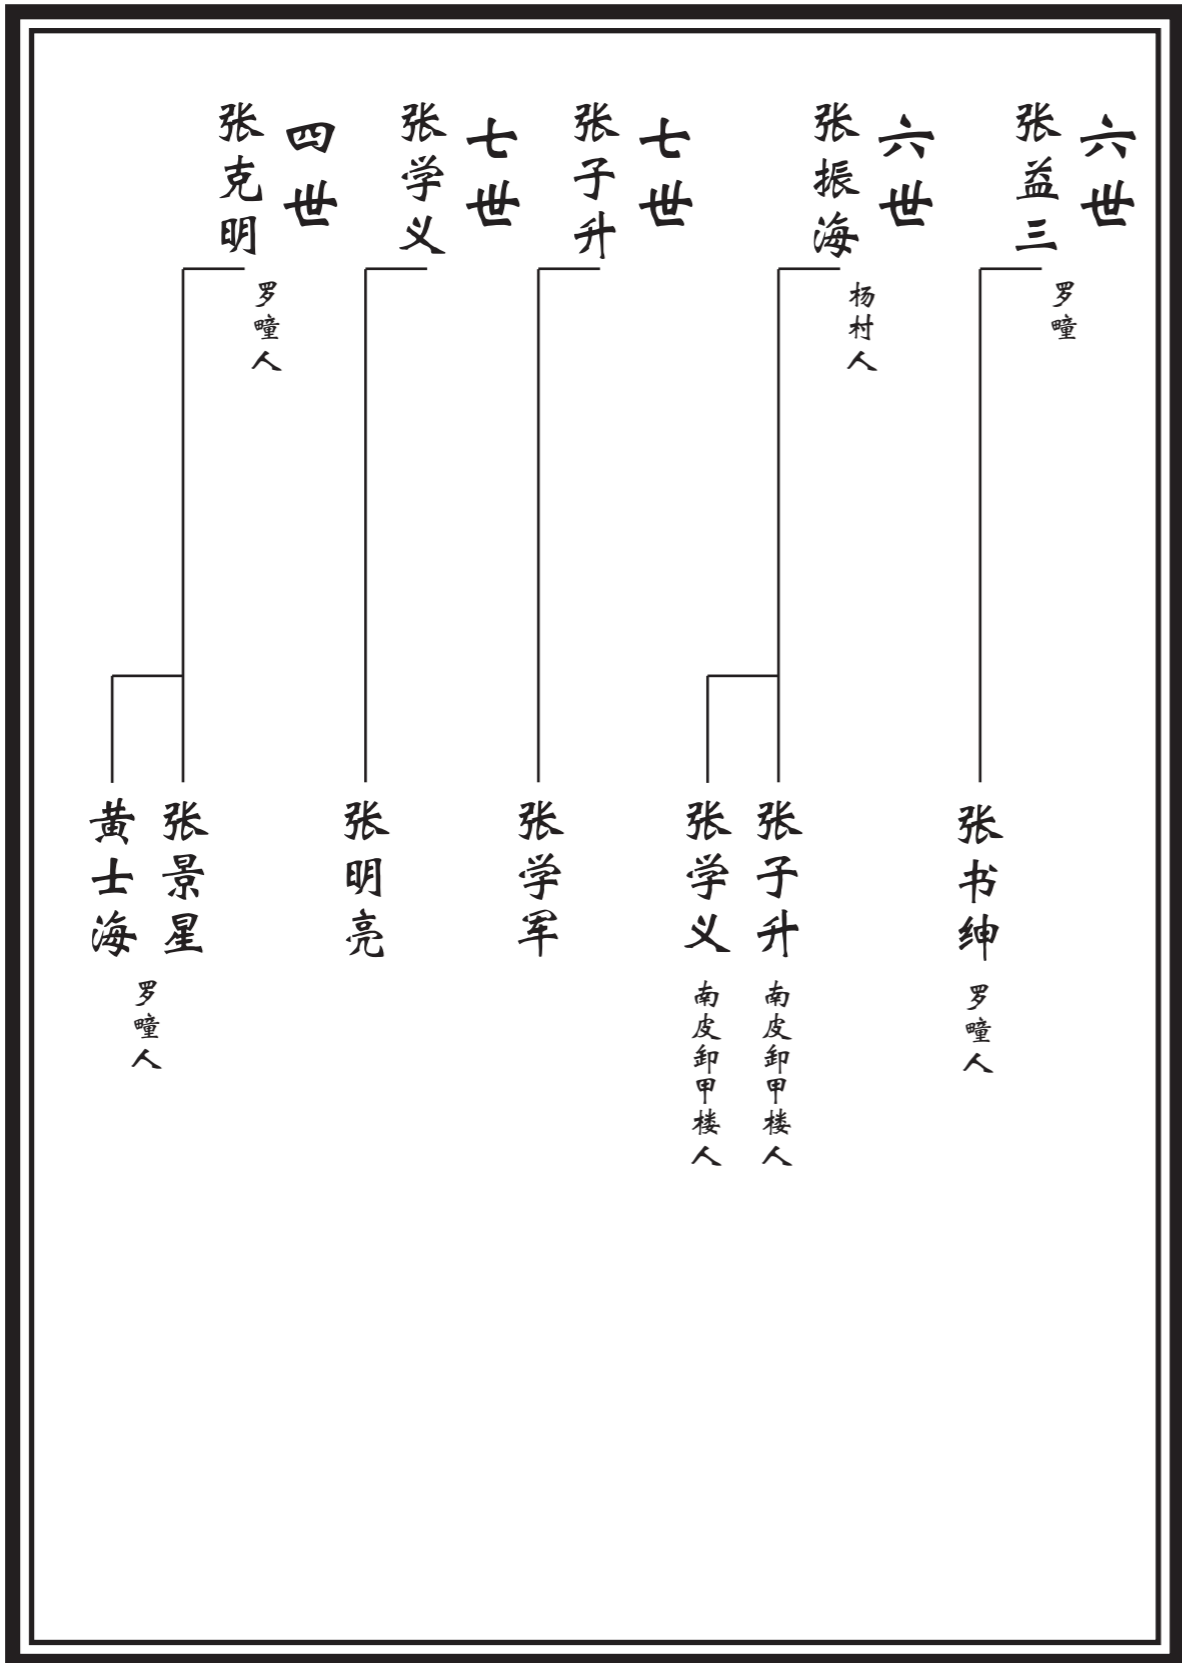 六世
张益三
罗疃
张书绅
罗疃人
六世
张振海
杨村人
张子升
南皮卸甲楼人
张学义
南皮卸甲楼人
七世
张子升
张学军
七世
张学义
张明亮
四世
张克明
罗疃人
张景星
黄士海
罗疃人